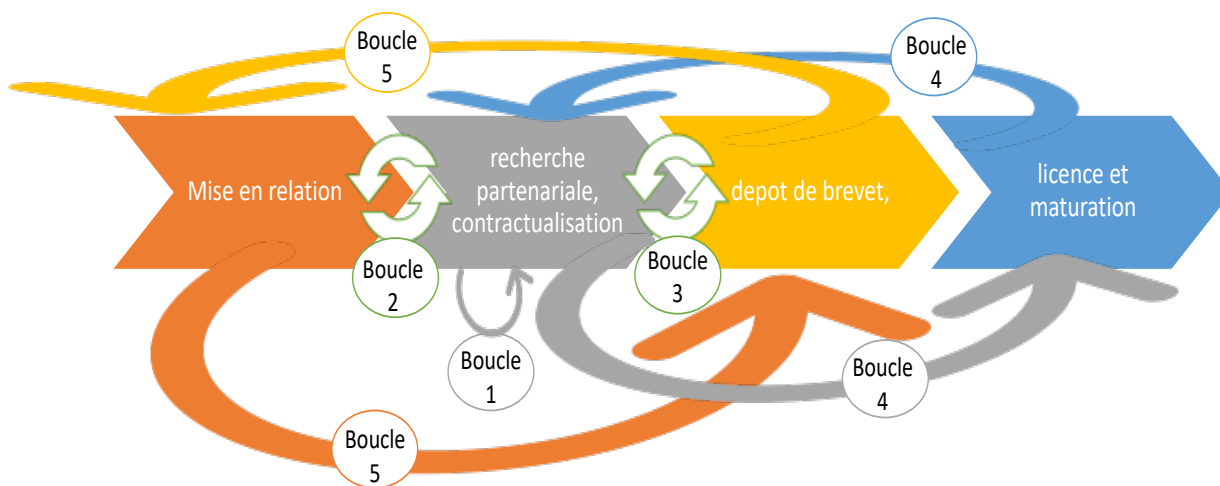 Boucle
5
Boucle
4
Mise en relation
recherche
partenariale,
contractualisation
depot de brevet,
licence et
maturation
Boucle
2
Boucle
3
Boucle
1
Boucle
4
Boucle
5